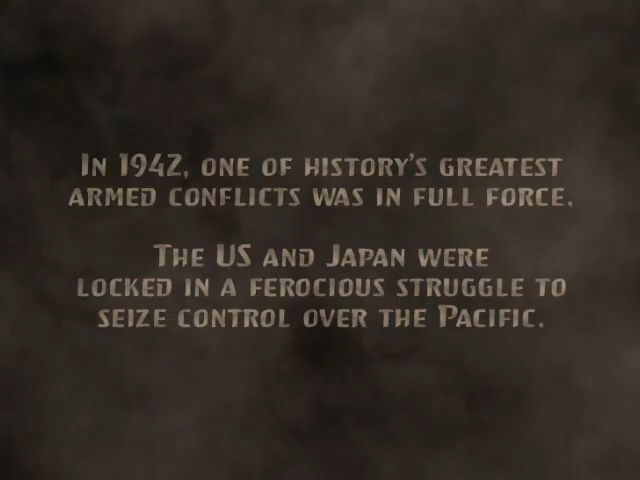 In 1942, one of history's greatest
armed conflicts was in full force.
The US and Japan were
locked in a ferocious struggle to
seize control over the Pacific.